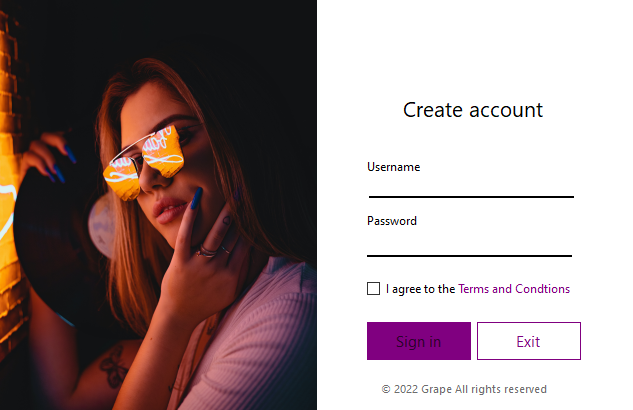 Create account
Username
Password
I agree to the Terms and Condtions
Sign in
Exit
© 2022 Grape All rights reserved